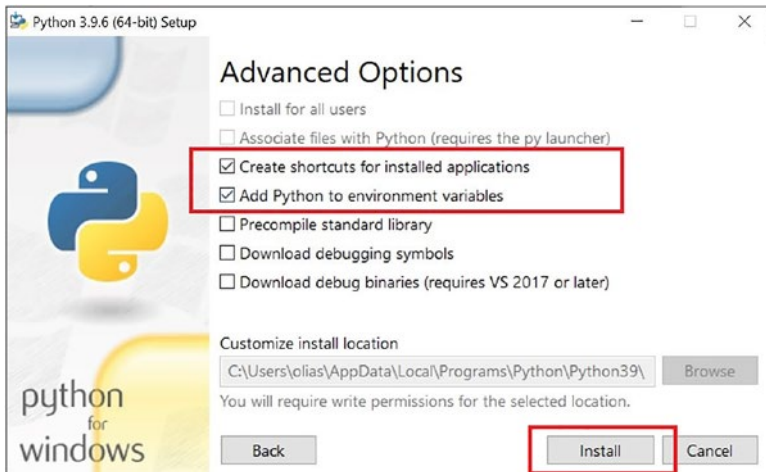 Python 3.9.6 (64-bit) Setup
Advanced Options
Install for all users
Associate files with Python (requires the py launcher)
Create shortcuts for installed applications
Add Python to environment variables
Precompile standard library
Download debugging symbols
Download debug binaries (requires VS 2017 or later)
Customize install location
C:\Users\olias\AppData\Local\Programs\Python\Python39\
Browse
You will require write permissions for the selected location.
python
for
windows
Back
Install
Cancel